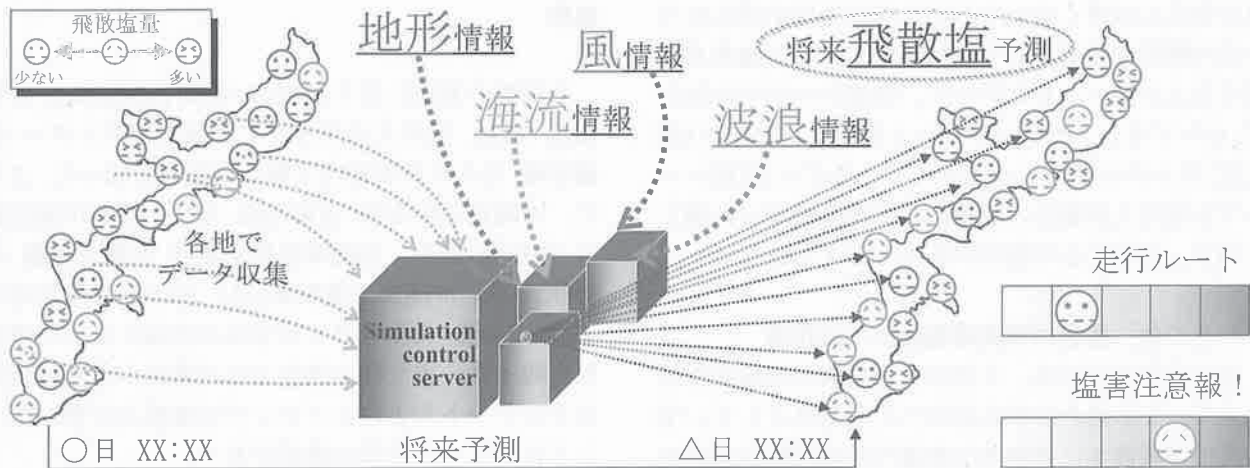 飛散塩量
少ない
多い
地形情報
風情報
将来飛散塩予測
海流情報
波浪情報
各地で
データ収集
走行ルート
Simulation
control
server
塩害注意報!
○日 XX:XX
将来予測
△日 XX:XX